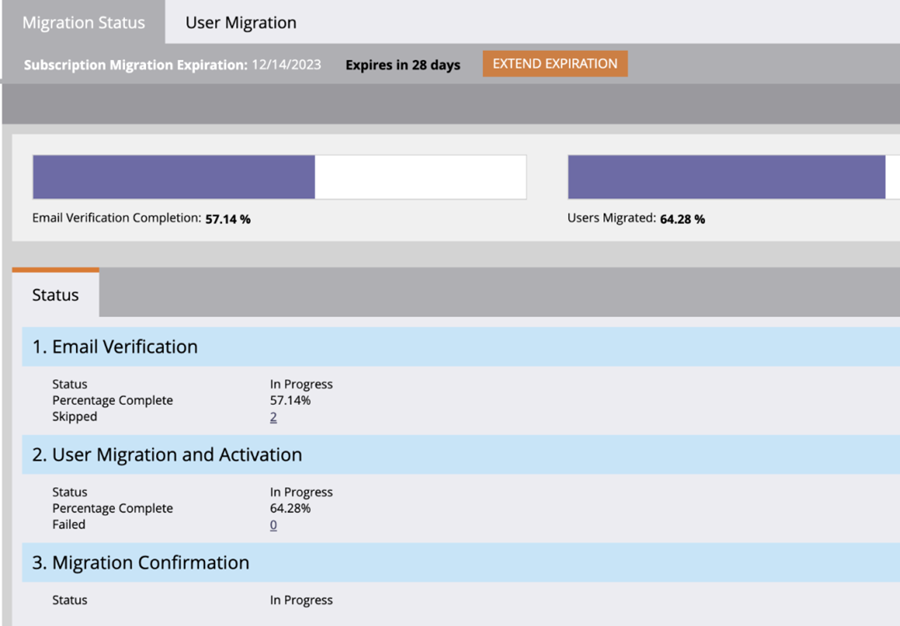 Migration Status User Migration
Subscription Migration Expiration: 12/14/2023 Expires in 28 days EXTEND EXPIRATION
Email Verification Completion: 57.14 % Users Migrated: 64.28 %
Status
1. Email Verification
Status In Progress
Percentage Complete 57.14%
Skipped 2
2. User Migration and Activation
Status In Progress
Percentage Complete 64.28%
Failed 0
3. Migration Confirmation
Status In Progress